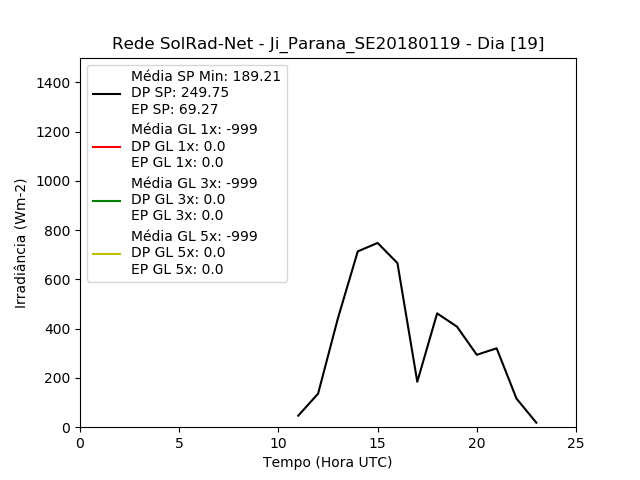 Rede SolRad-Net - Ji_Parana_SE20180119 - Dia [19]
Média SP Min: 189.21
DP SP: 249.75
EP SP: 69.27
Média GL 1x: -999
DP GL 1x: 0.0
EP GL 1x: 0.0
Média GL 3x: -999
DP GL 3x: 0.0
EP GL 3x: 0.0
Média GL 5x: -999
DP GL 5x: 0.0
EP GL 5x: 0.0
Irradiância (Wm-2)
1400
1200
1000
800
600
400
200
0
0 5 10 15 20 25
Tempo (Hora UTC)